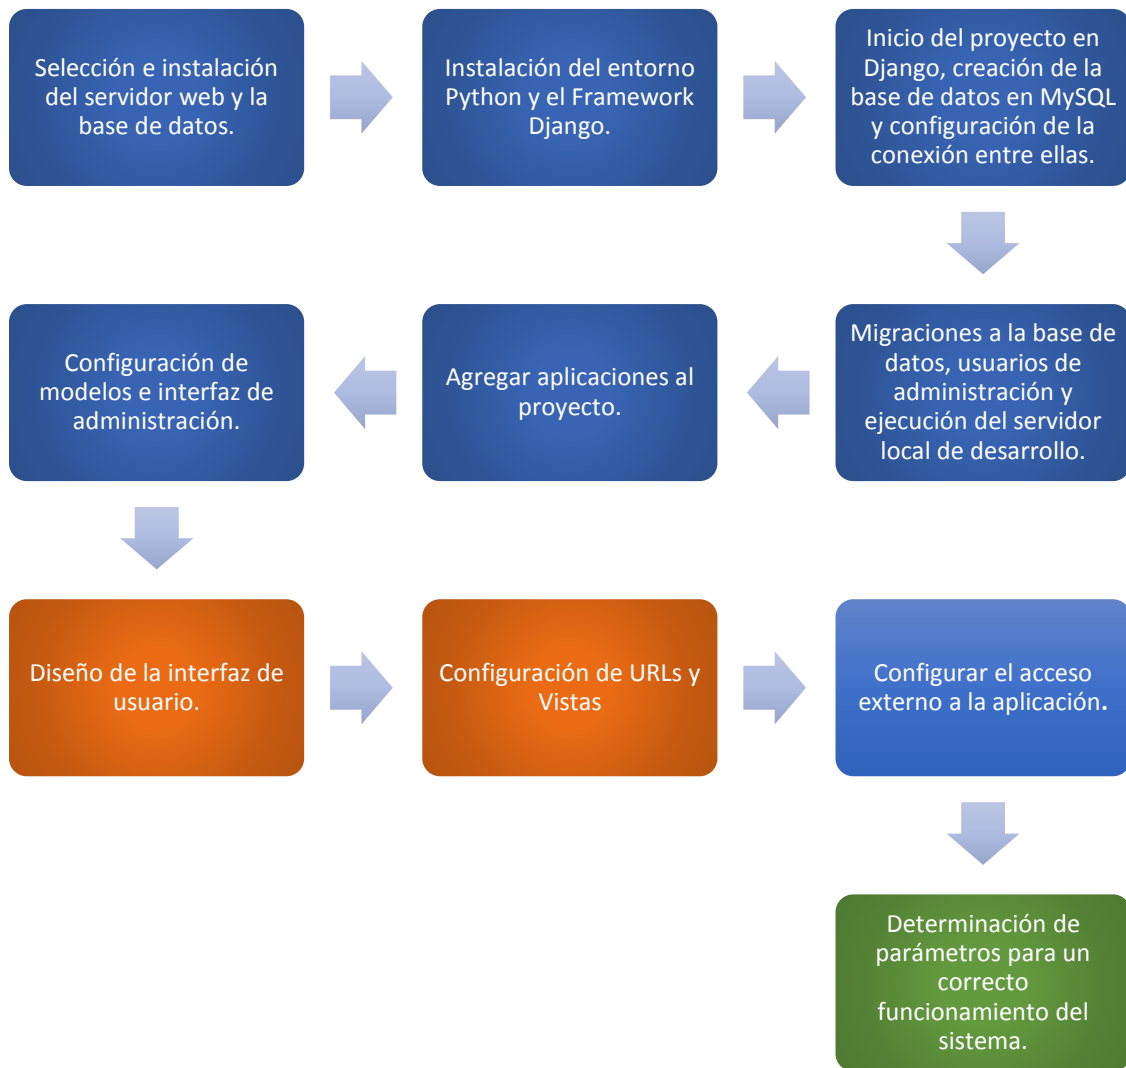 Selección e instalación
del servidor web y la
base de datos.
Instalación del entorno
Python y el Framework
Django.
Inicio del proyecto en
Django, creación de la
base de datos en MySQL
y configuración de la
conexión entre ellas.
Migraciones a la base de
datos, usuarios de
administración y
ejecución del servidor
local de desarrollo.
Agregar aplicaciones al
proyecto.
Configuración de
modelos e interfaz de
administración.
Diseño de la interfaz de
usuario.
Configuración de URLs y
Vistas
Configurar el acceso
externo a la aplicación.
Determinación de
parámetros para un
correcto
funcionamiento del
sistema.